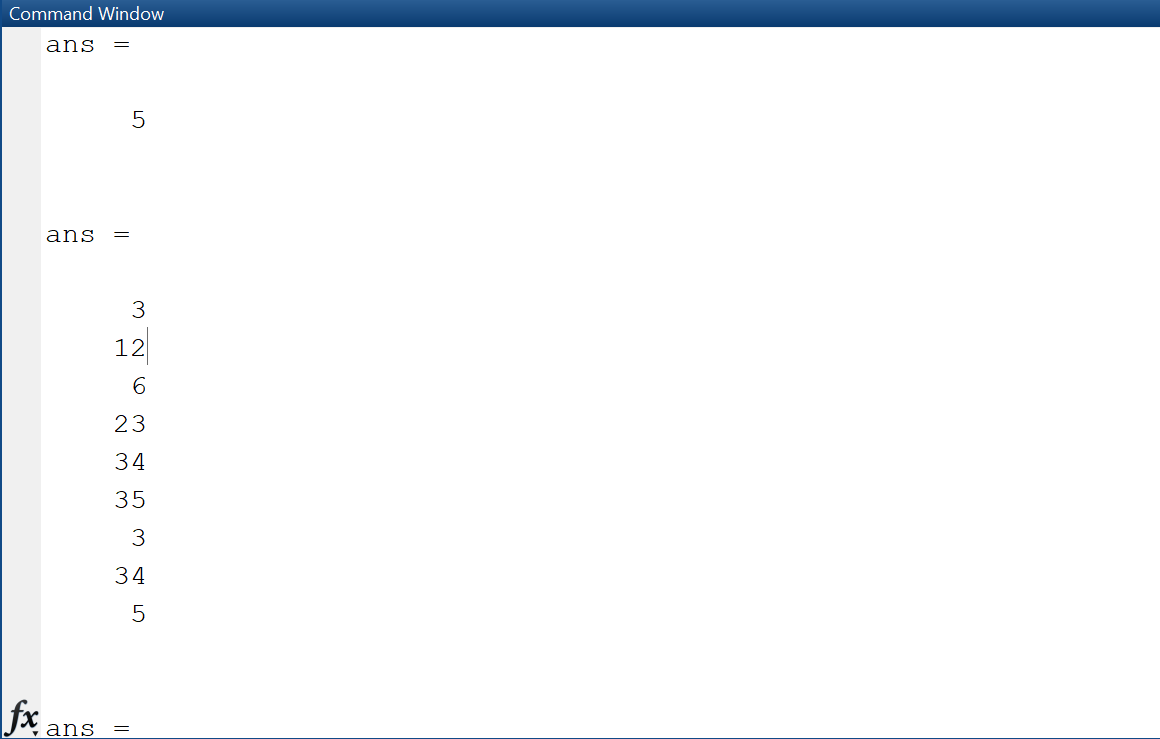 Command Window
ans =
5
ans =
3
12
6
23
34
35
3
34
5
fx ans =